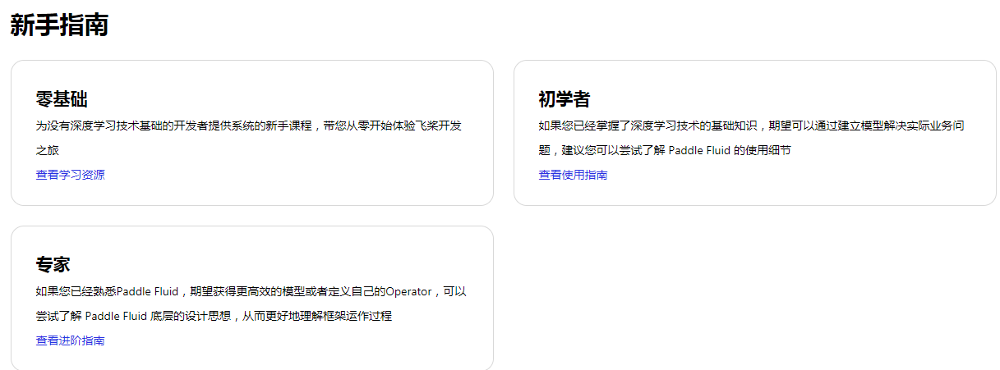 新手指南
零基础
为没有深度学习技术基础的开发者提供系统的新手课程，带您从零开始体验飞桨开发
之旅
查看学习资源
初学者
如果您已经掌握了深度学习技术的基础知识，期望可以通过建立模型解决实际业务问
题，建议您可以尝试了解 Paddle Fluid 的使用细节
查看使用指南
专家
如果您已经熟悉Paddle Fluid，期望获得更高效的模型或者定义自己的Operator，可以
尝试了解 Paddle Fluid 底层的设计思想，从而更好地理解框架运作过程
查看进阶指南